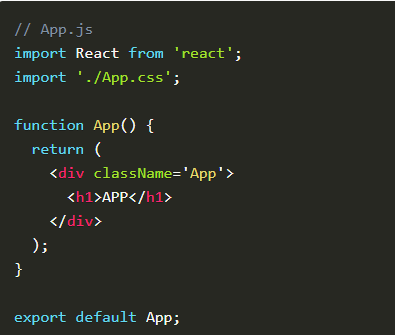 // App.js
import React from 'react';
import './App.css';

function App() {
  return (
    <div className='App'>
      <h1>APP</h1>
    </div>
  );
}

export default App;